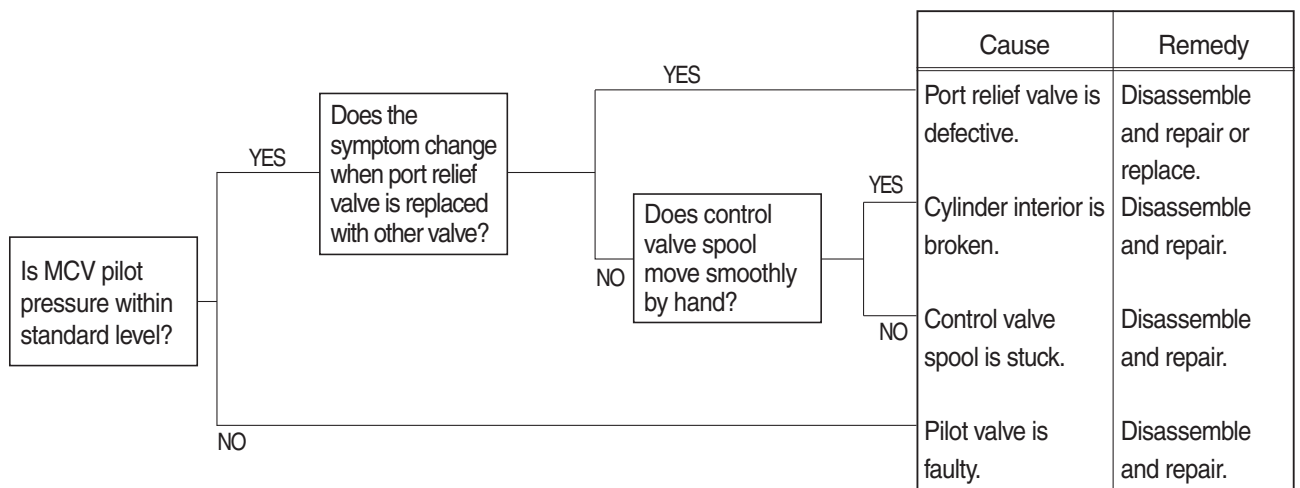 Cause
Remedy
YES
Port relief valve is
defective.
Disassemble
and repair or
replace.
Does the
symptom change
when port relief
valve is replaced
with other valve?
YES
YES
Cylinder interior is
broken.
Disassemble
and repair.
Does control
valve spool
move smoothly
by hand?
NO
Is MCV pilot
pressure within
standard level?
NO
Control valve
spool is stuck.
Disassemble
and repair.
NO
Pilot valve is
faulty.
Disassemble
and repair.